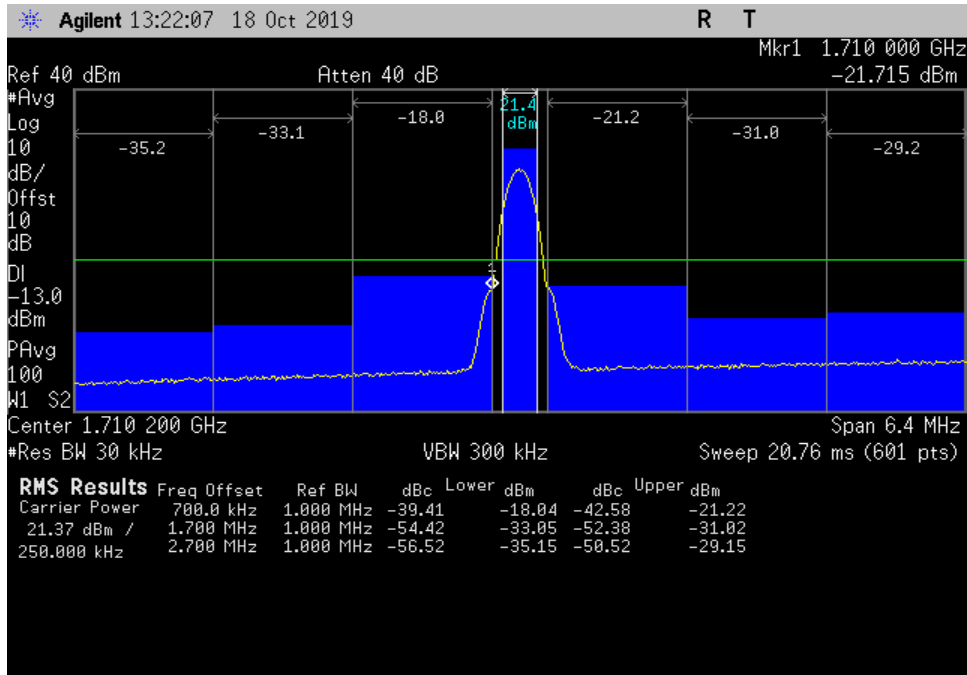 Agilent 13:22:07 18 Oct 2019 R T
Mkr1 1.710 000 GHz
Ref 40 dBm Atten 40 dB -21.715 dBm
#Avg
Log
10
dB/
Offst
10
dB
DI
-13.0
dBm
PAvg
100
W1 S2
-35.2 -33.1 -18.0 21.4 dBm -21.2 -31.0 -29.2
1
Center 1.710 200 GHz Span 6.4 MHz
#Res BW 30 kHz VBW 300 kHz Sweep 20.76 ms (601 pts)
RMS Results Freq Offset Ref BW dBc Lower dBm dBc Upper dBm
Carrier Power 700.0 kHz 1.000 MHz -39.41 -18.04 -42.58 -21.22
21.37 dBm / 1.700 MHz 1.000 MHz -54.42 -33.05 -52.38 -31.02
250.000 kHz 2.700 MHz 1.000 MHz -56.52 -35.15 -50.52 -29.15